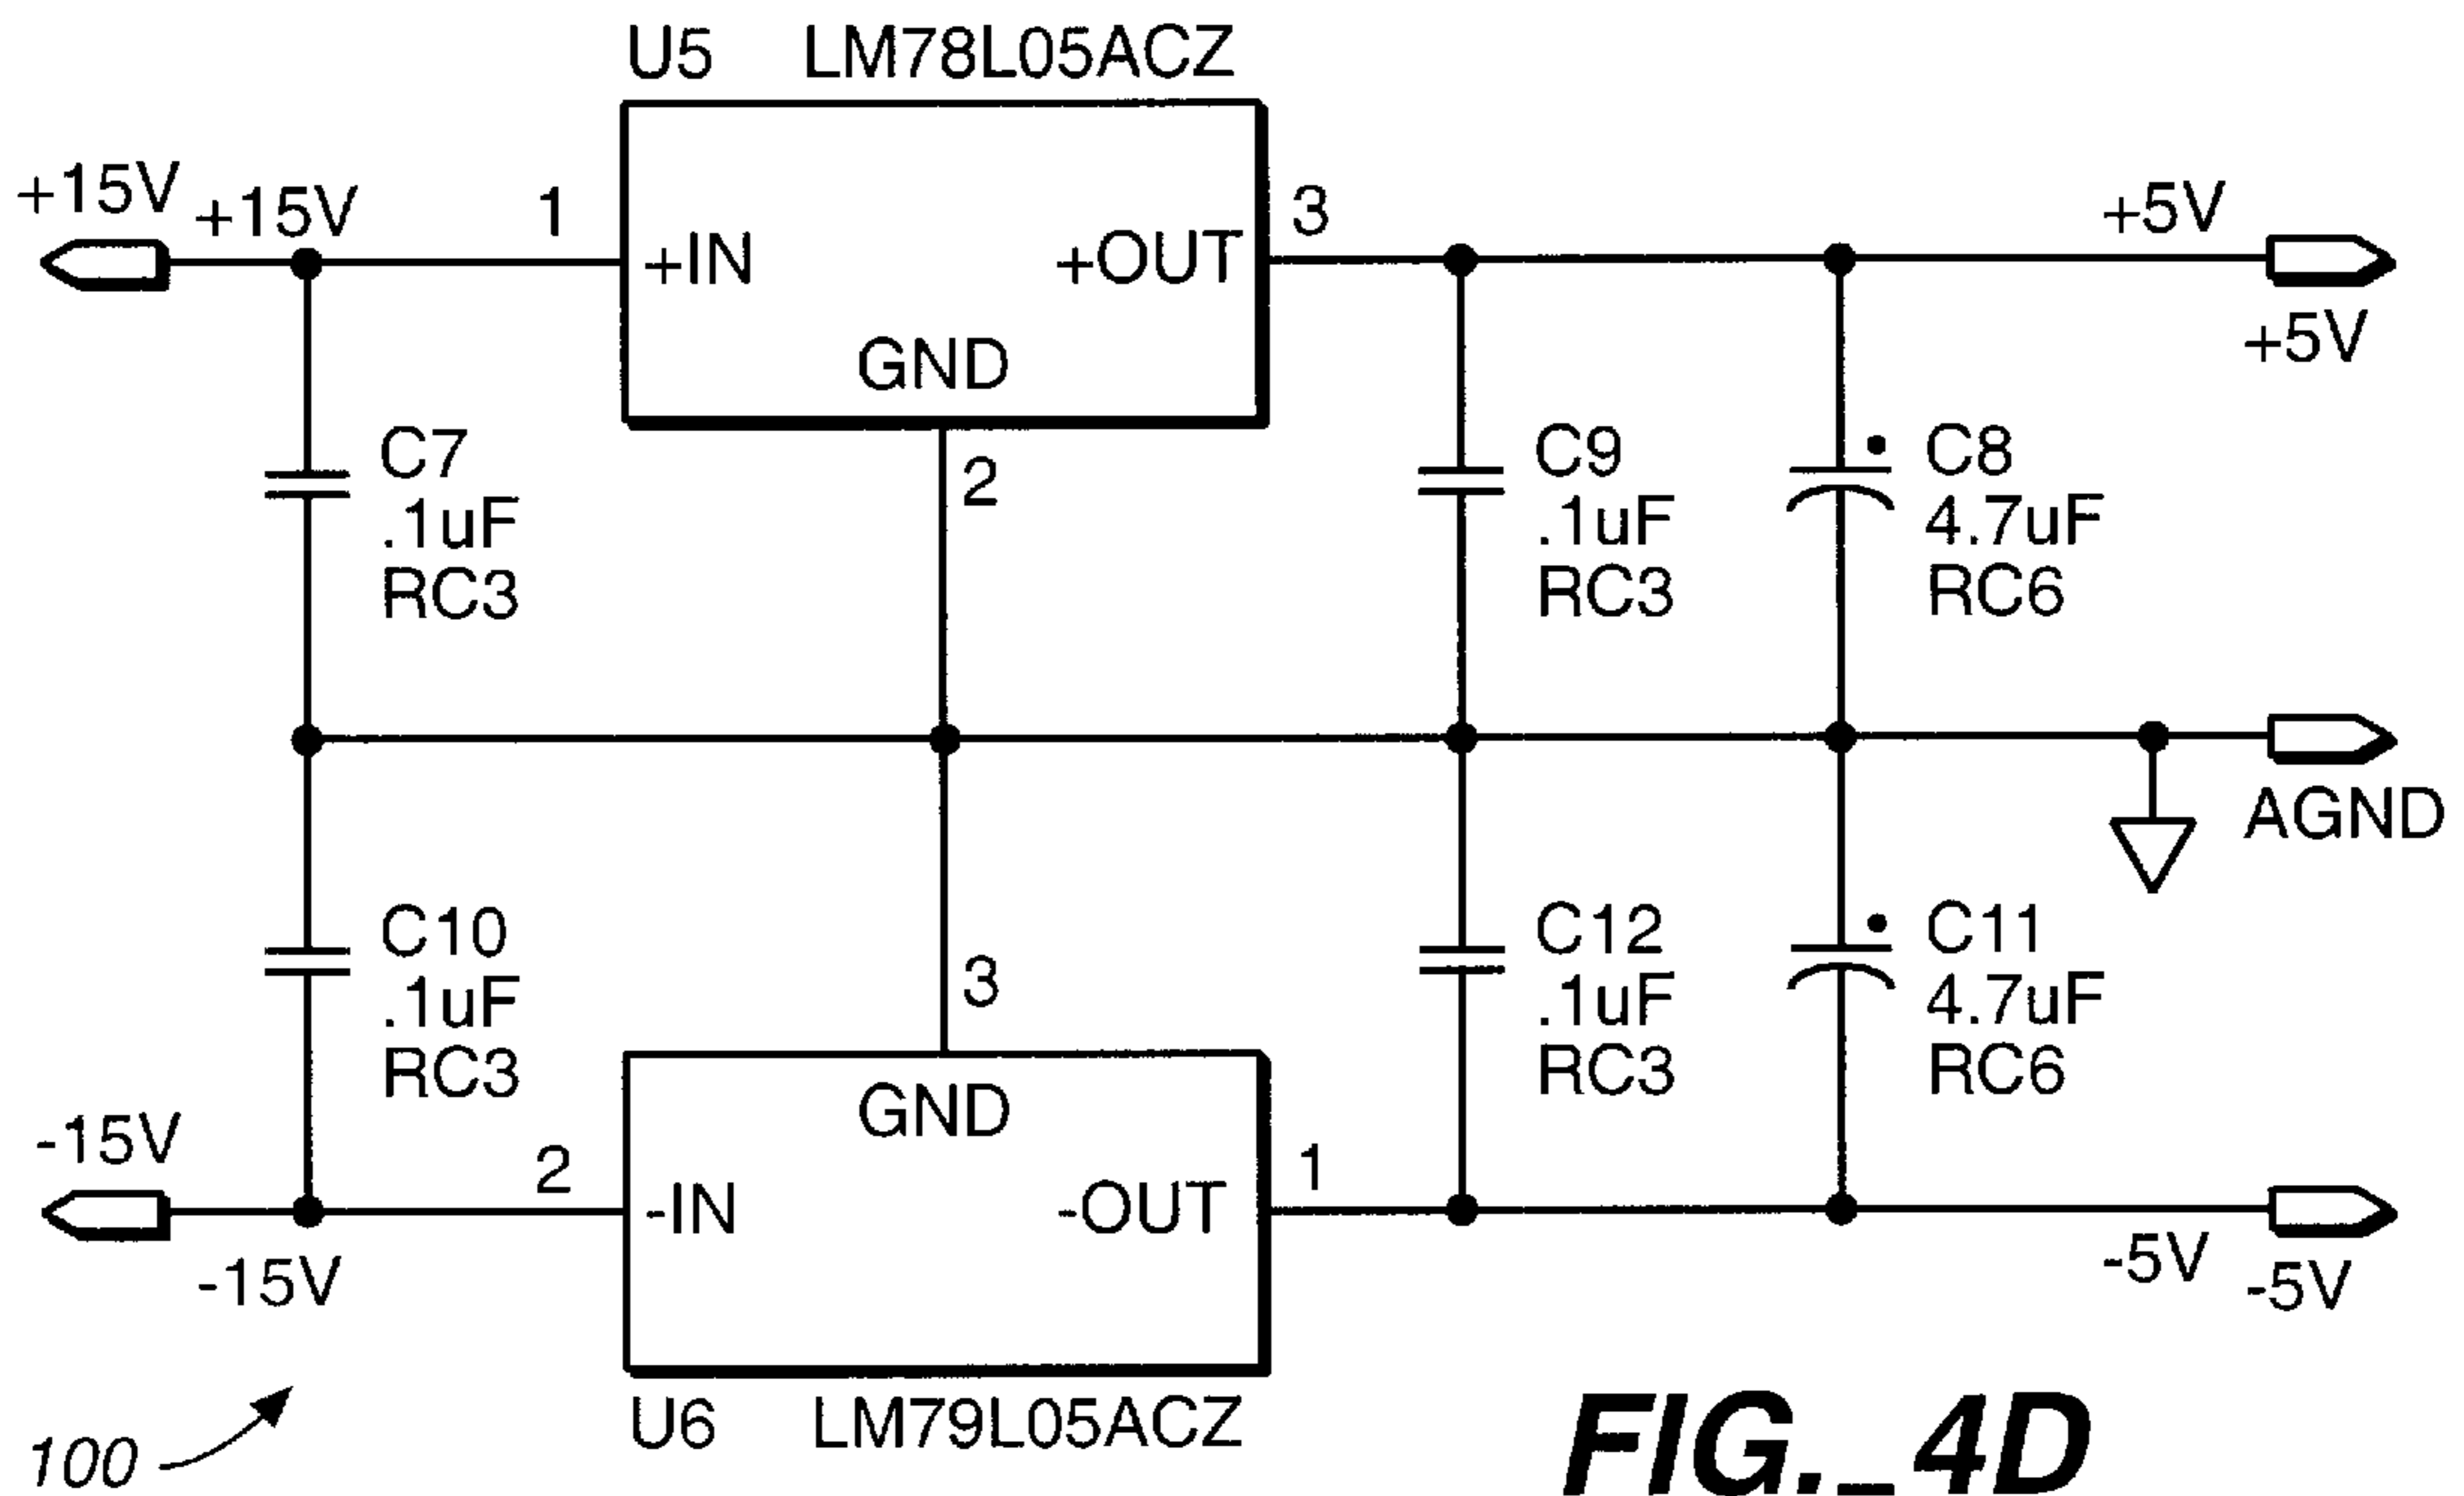 U5 LM78L05ACZ
+15V +15V 1 3 +5V
+IN +OUT
GND
+5V
2
C7
.1uF
RC3
C9
.1uF
RC3
C8
4.7uF
RC6
AGND
C10
.1uF
RC3
3
C12
.1uF
RC3
C11
4.7uF
RC6
GND
-15V 2 1
-IN -OUT
-15V -5V -5V
U6 LM79L05ACZ
100
FIG._4D